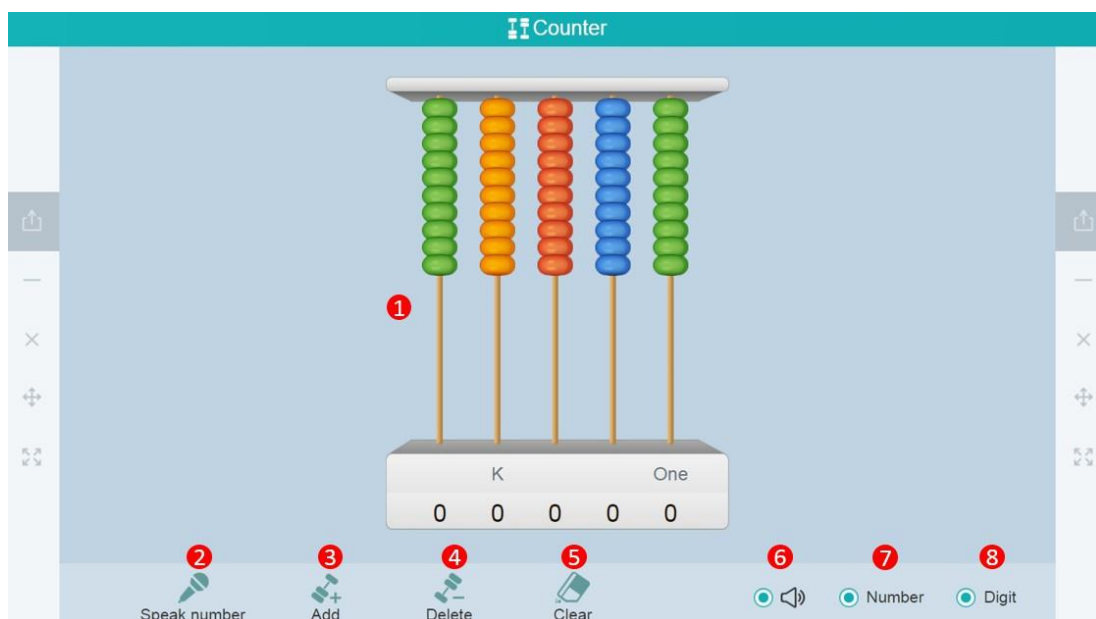 Counter
1
K One
0 0 0 0 0
2 3 4 5 6 7 8
Speak number Add Delete Clear Number Digit